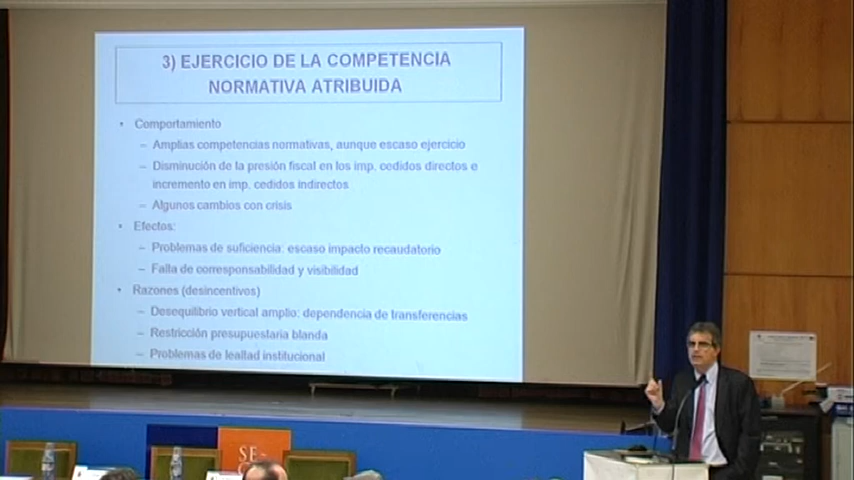 3) EJERCICIO DE LA COMPETENCIA
NORMATIVA ATRIBUIDA
• Comportamiento
– Amplias competencias normativas, aunque escaso ejercicio
– Disminución de la presión fiscal en los imp. cedidos directos e
incremento en imp. cedidos indirectos
– Algunos cambios con crisis
• Efectos:
– Problemas de suficiencia: escaso impacto recaudatorio
– Falta de corresponsabilidad y visibilidad
• Razones (desincentivos)
– Desequilibrio vertical amplio: dependencia de transferencias
– Restricción presupuestaria blanda
– Problemas de lealtad institucional
SE-